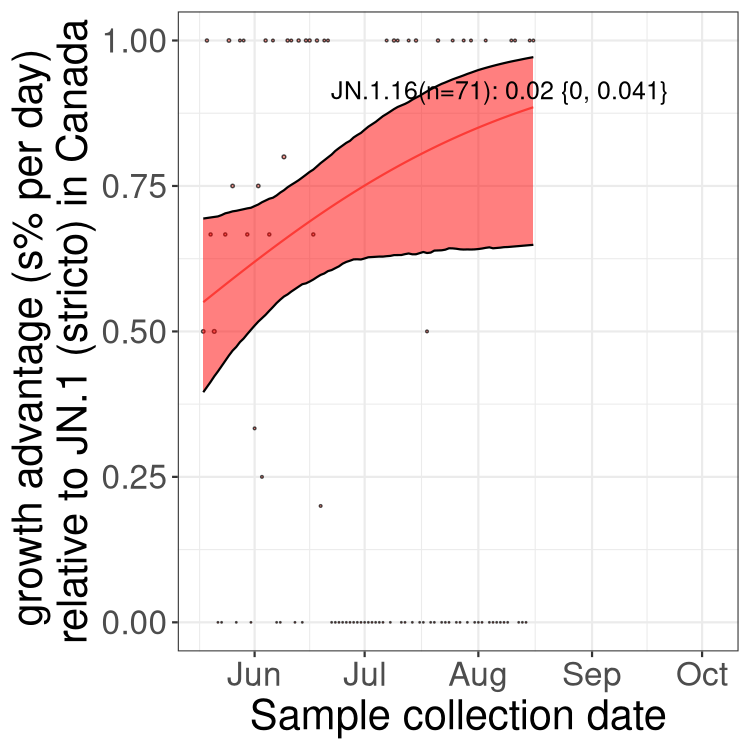 growth advantage (s% per day)
relative to JN.1 (stricto) in Canada
1.00
0.75
0.50
0.25
0.00
JN.1.16(n=71): 0.02 {0, 0.041}
Jun Jul Aug Sep Oct
Sample collection date